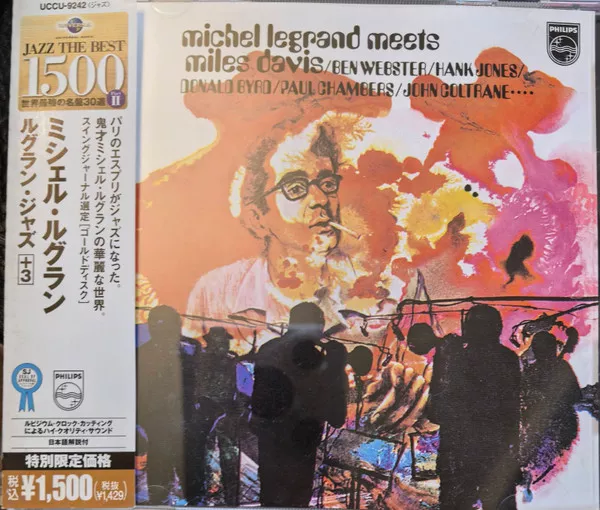 UCCU-9242 (ジャズ)
JAZZ THE BEST
1500
II
世界最強の名盤30選
ミシェル・ルグラン
ルグラン・ジャズ +3
パリのエスプリがジャズになった。
鬼才ミシェル・ルグランの華麗な世界。
スイングジャーナル選定[ゴールドディスク]
SJ
PHILIPS
ルビジウム・クロック・カッティング
によるハイ・クオリティ・サウンド
日本語解説付
特別限定価格
税込 ¥1,500 (税抜 ¥1,429)
michel legrand meets
miles davis/BEN WEBSTER/HANK JONES/
DONALD BYRD/PAUL CHAMBERS/JOHN COLTRANE····
PHILIPS